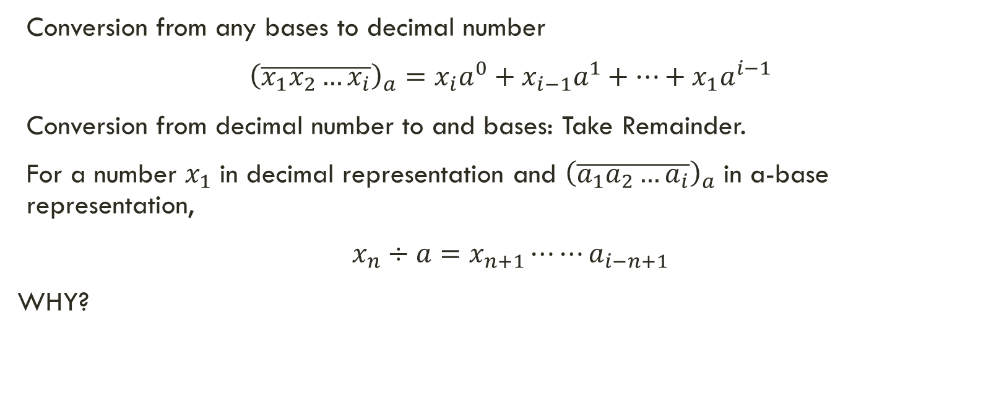 Conversion from any bases to decimal number
$(\overline{x_1x_2 \ldots x_i})_a = x_ia^0 + x_{i-1}a^1 + \cdots + x_1a^{i-1}$
Conversion from decimal number to and bases: Take Remainder.
For a number $x_1$ in decimal representation and $(\overline{a_1a_2 \ldots a_i})_a$ in a-base
representation,
$x_n \div a = x_{n+1} \cdots\cdots a_{i-n+1}$
WHY?